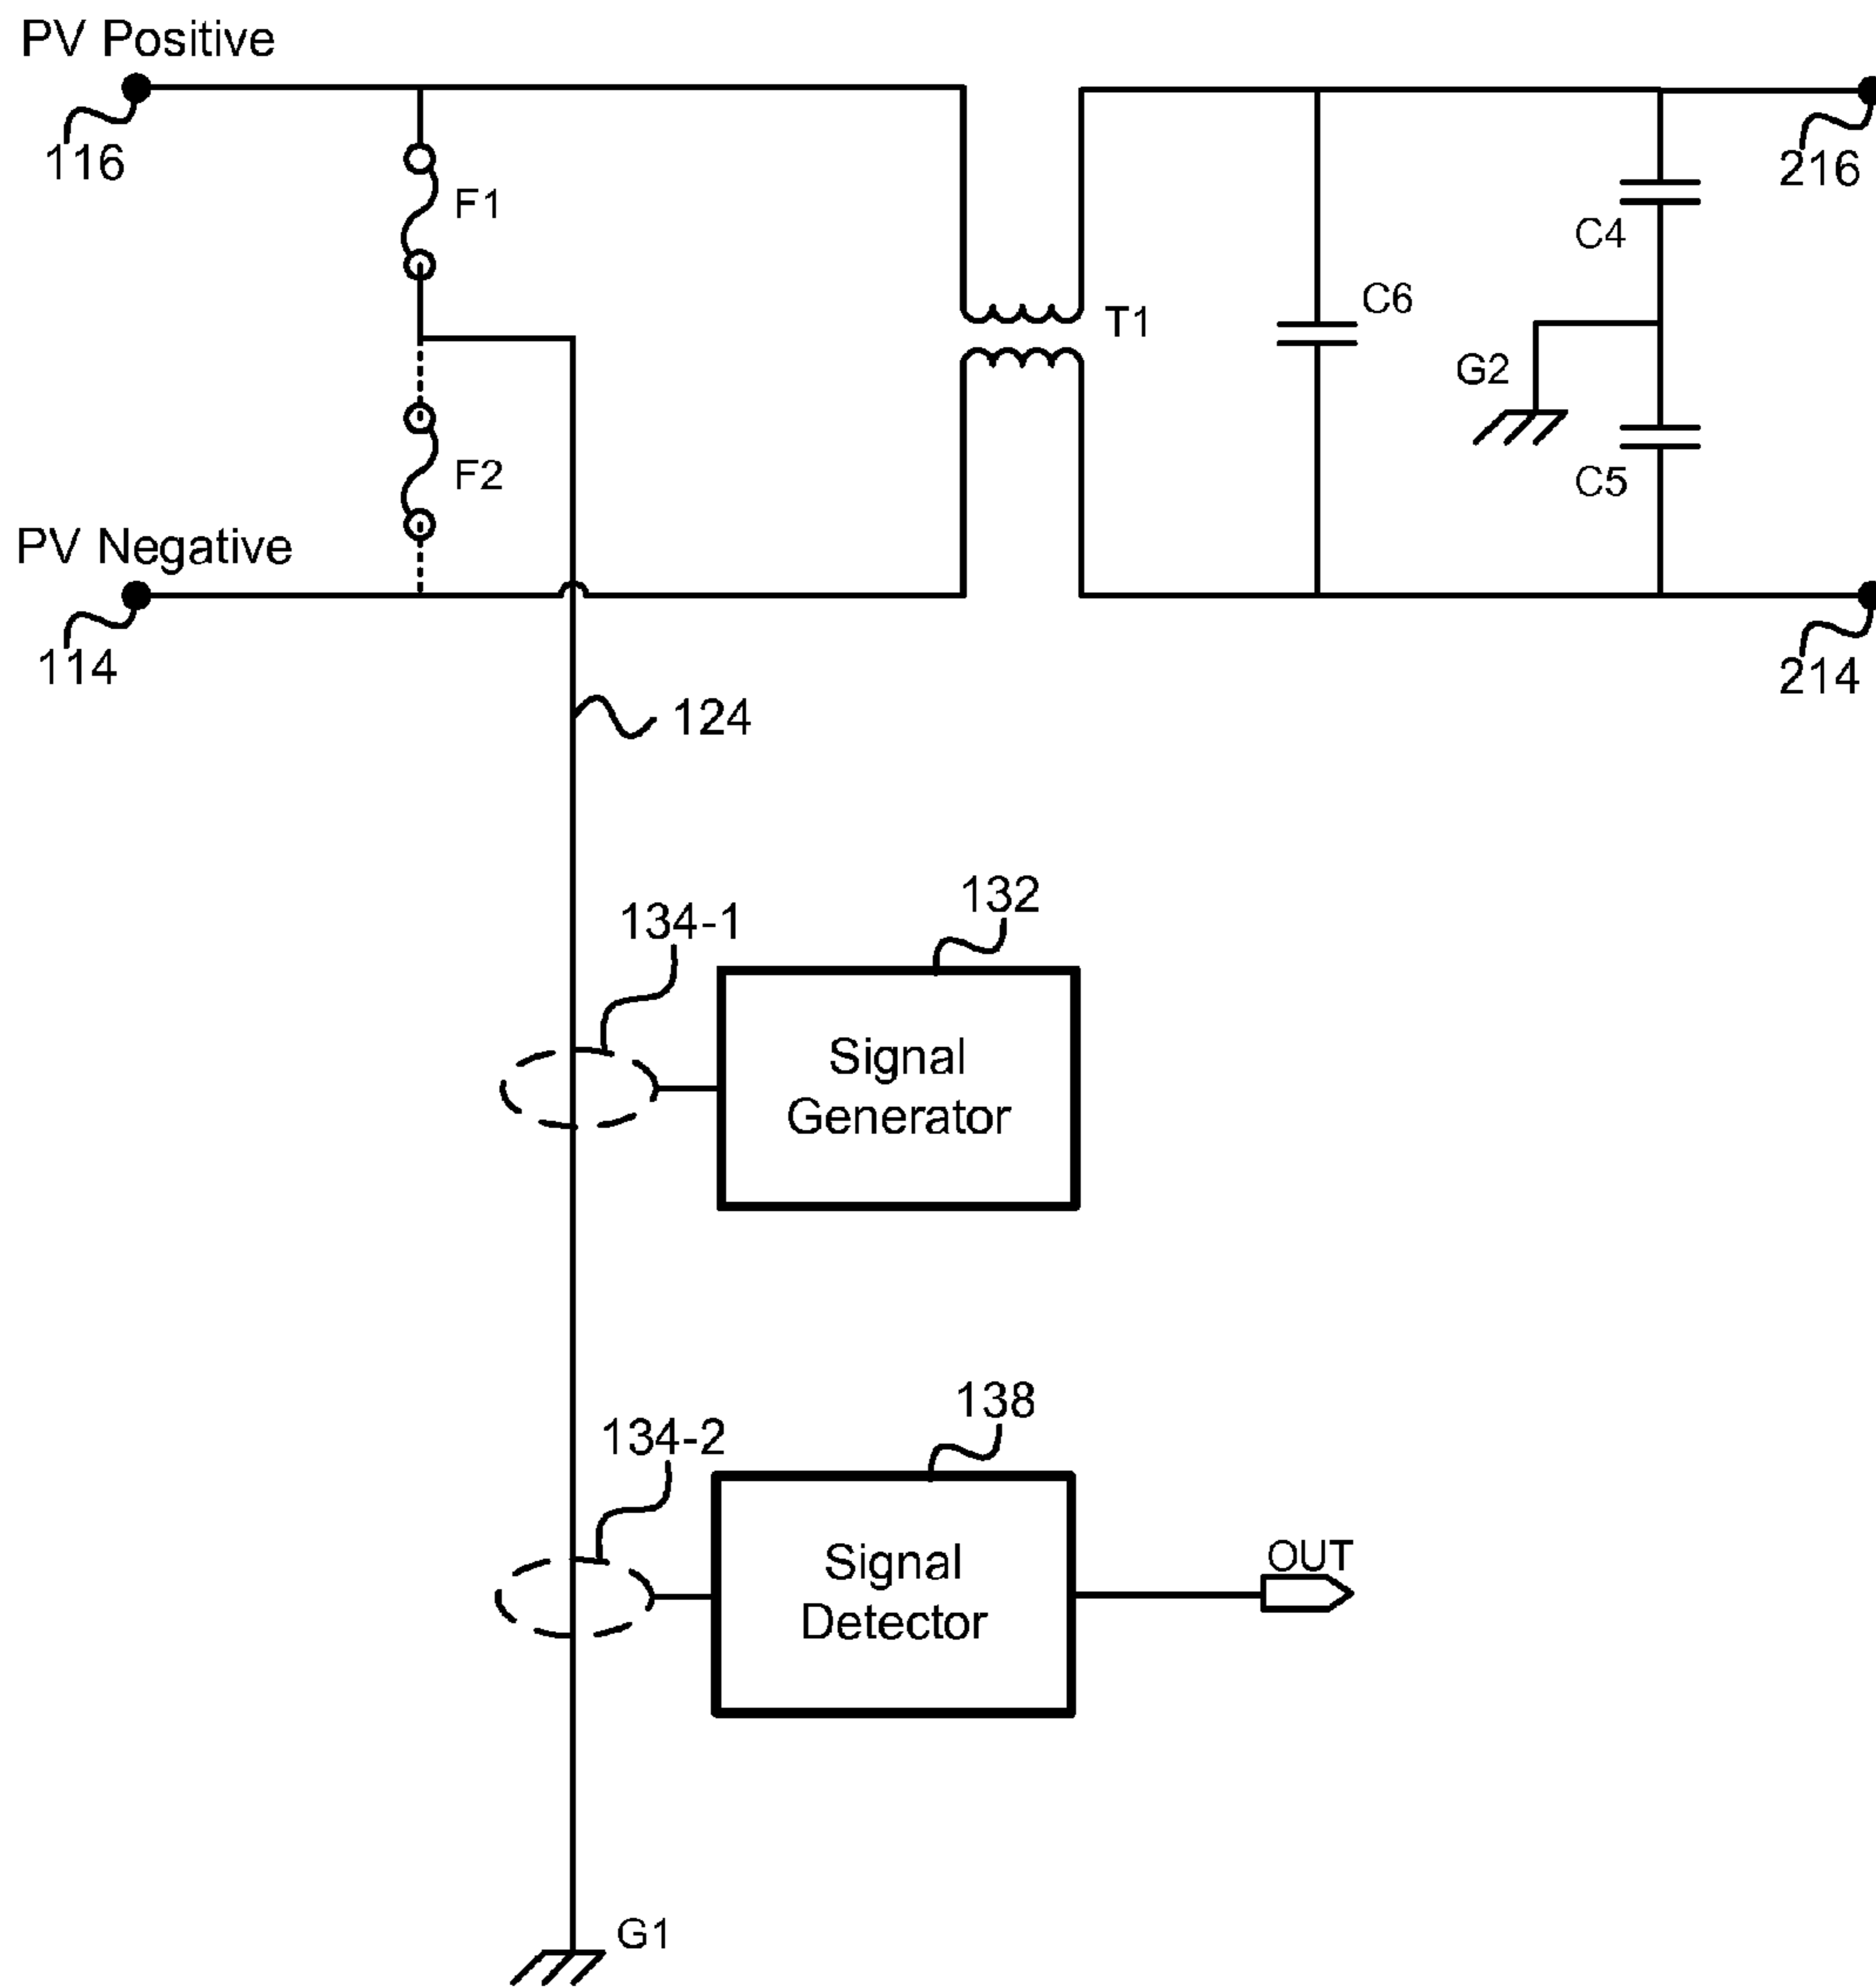 PV Positive
116
F1
T1
C6
C4
216
G2
F2
C5
PV Negative
114
214
124
134-1
132
Signal
Generator
134-2
138
Signal
Detector
OUT
G1